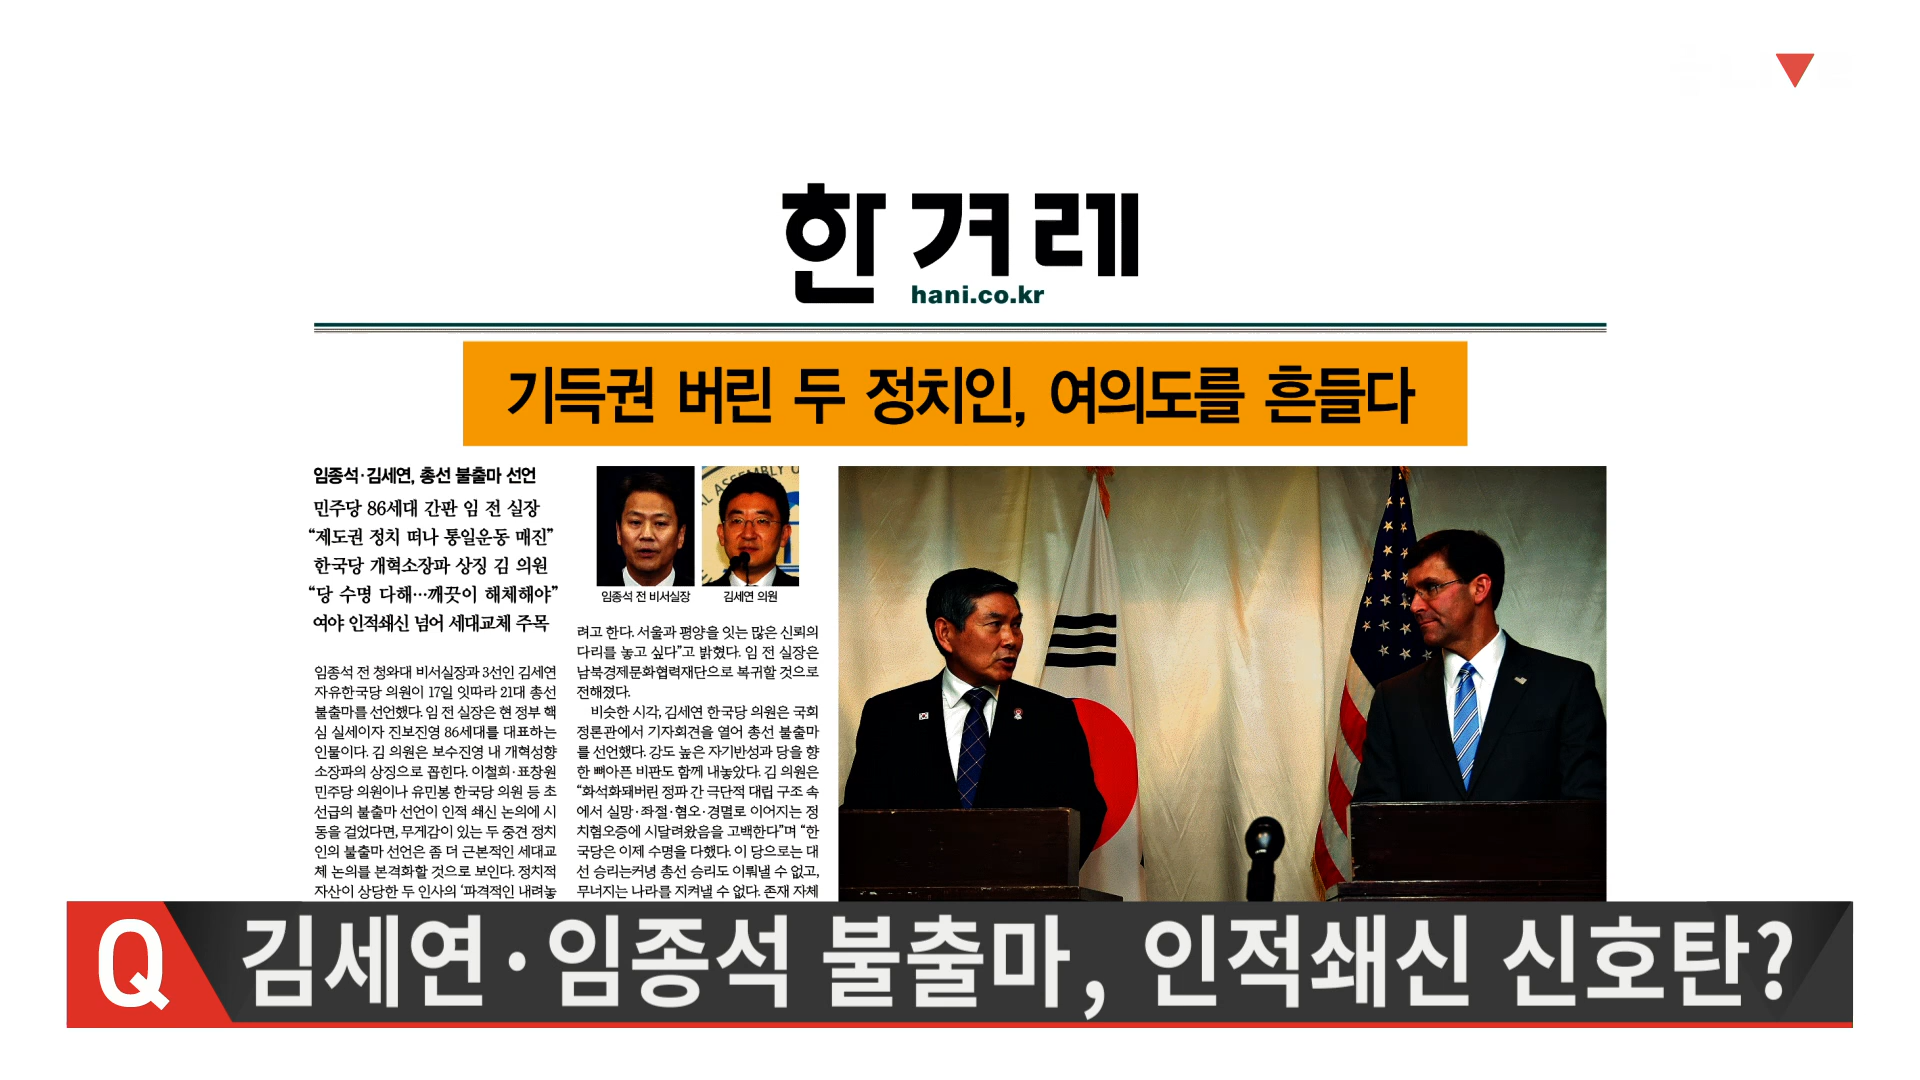 한겨레
hani.co.kr
기득권 버린 두 정치인, 여의도를 흔들다
임종석·김세연, 총선 불출마 선언
민주당 86세대 간판 임 전 실장
“제도권 정치 떠나 통일운동 매진”
한국당 개혁소장파 상징 김 의원
“당 수명 다해…깨끗이 해체해야”
여야 인적쇄신 넘어 세대교체 주목
임종석 전 청와대 비서실장과 3선인 김세연
자유한국당 의원이 17일 잇따라 21대 총선
불출마를 선언했다. 임 전 실장은 현 정부 핵
심 실세이자 진보진영 86세대를 대표하는
인물이다. 김 의원은 보수진영 내 개혁성향
소장파의 상징으로 꼽힌다. 이철희·표창원
민주당 의원이나 유민봉 한국당 의원 등 초
선급의 불출마 선언이 인적 쇄신 논의에 시
동을 걸었다면, 무게감이 있는 두 중견 정치
인의 불출마 선언은 좀 더 근본적인 세대교
체 논의를 본격화할 것으로 보인다. 정치적
자산이 상당한 두 인사의 ‘파격적인 내려놓
AL ASSEMBLY O
임종석 전 비서실장
김세연 의원
려고 한다. 서울과 평양을 잇는 많은 신뢰의
다리를 놓고 싶다”고 밝혔다. 임 전 실장은
남북경제문화협력재단으로 복귀할 것으로
전해졌다.
비슷한 시각, 김세연 한국당 의원은 국회
정론관에서 기자회견을 열어 총선 불출마
를 선언했다. 강도 높은 자기반성과 당을 향
한 뼈아픈 비판도 함께 내놓았다. 김 의원은
“화석화돼버린 정파 간 극단적 대립 구조 속
에서 실망·좌절·혐오·경멸로 이어지는 정
치혐오증에 시달려왔음을 고백한다”며 “한
국당은 이제 수명을 다했다. 이 당으로는 대
선 승리는커녕 총선 승리도 이뤄낼 수 없고,
무너지는 나라를 지켜낼 수 없다. 존재 자체
Q 김세연·임종석 불출마, 인적쇄신 신호탄?